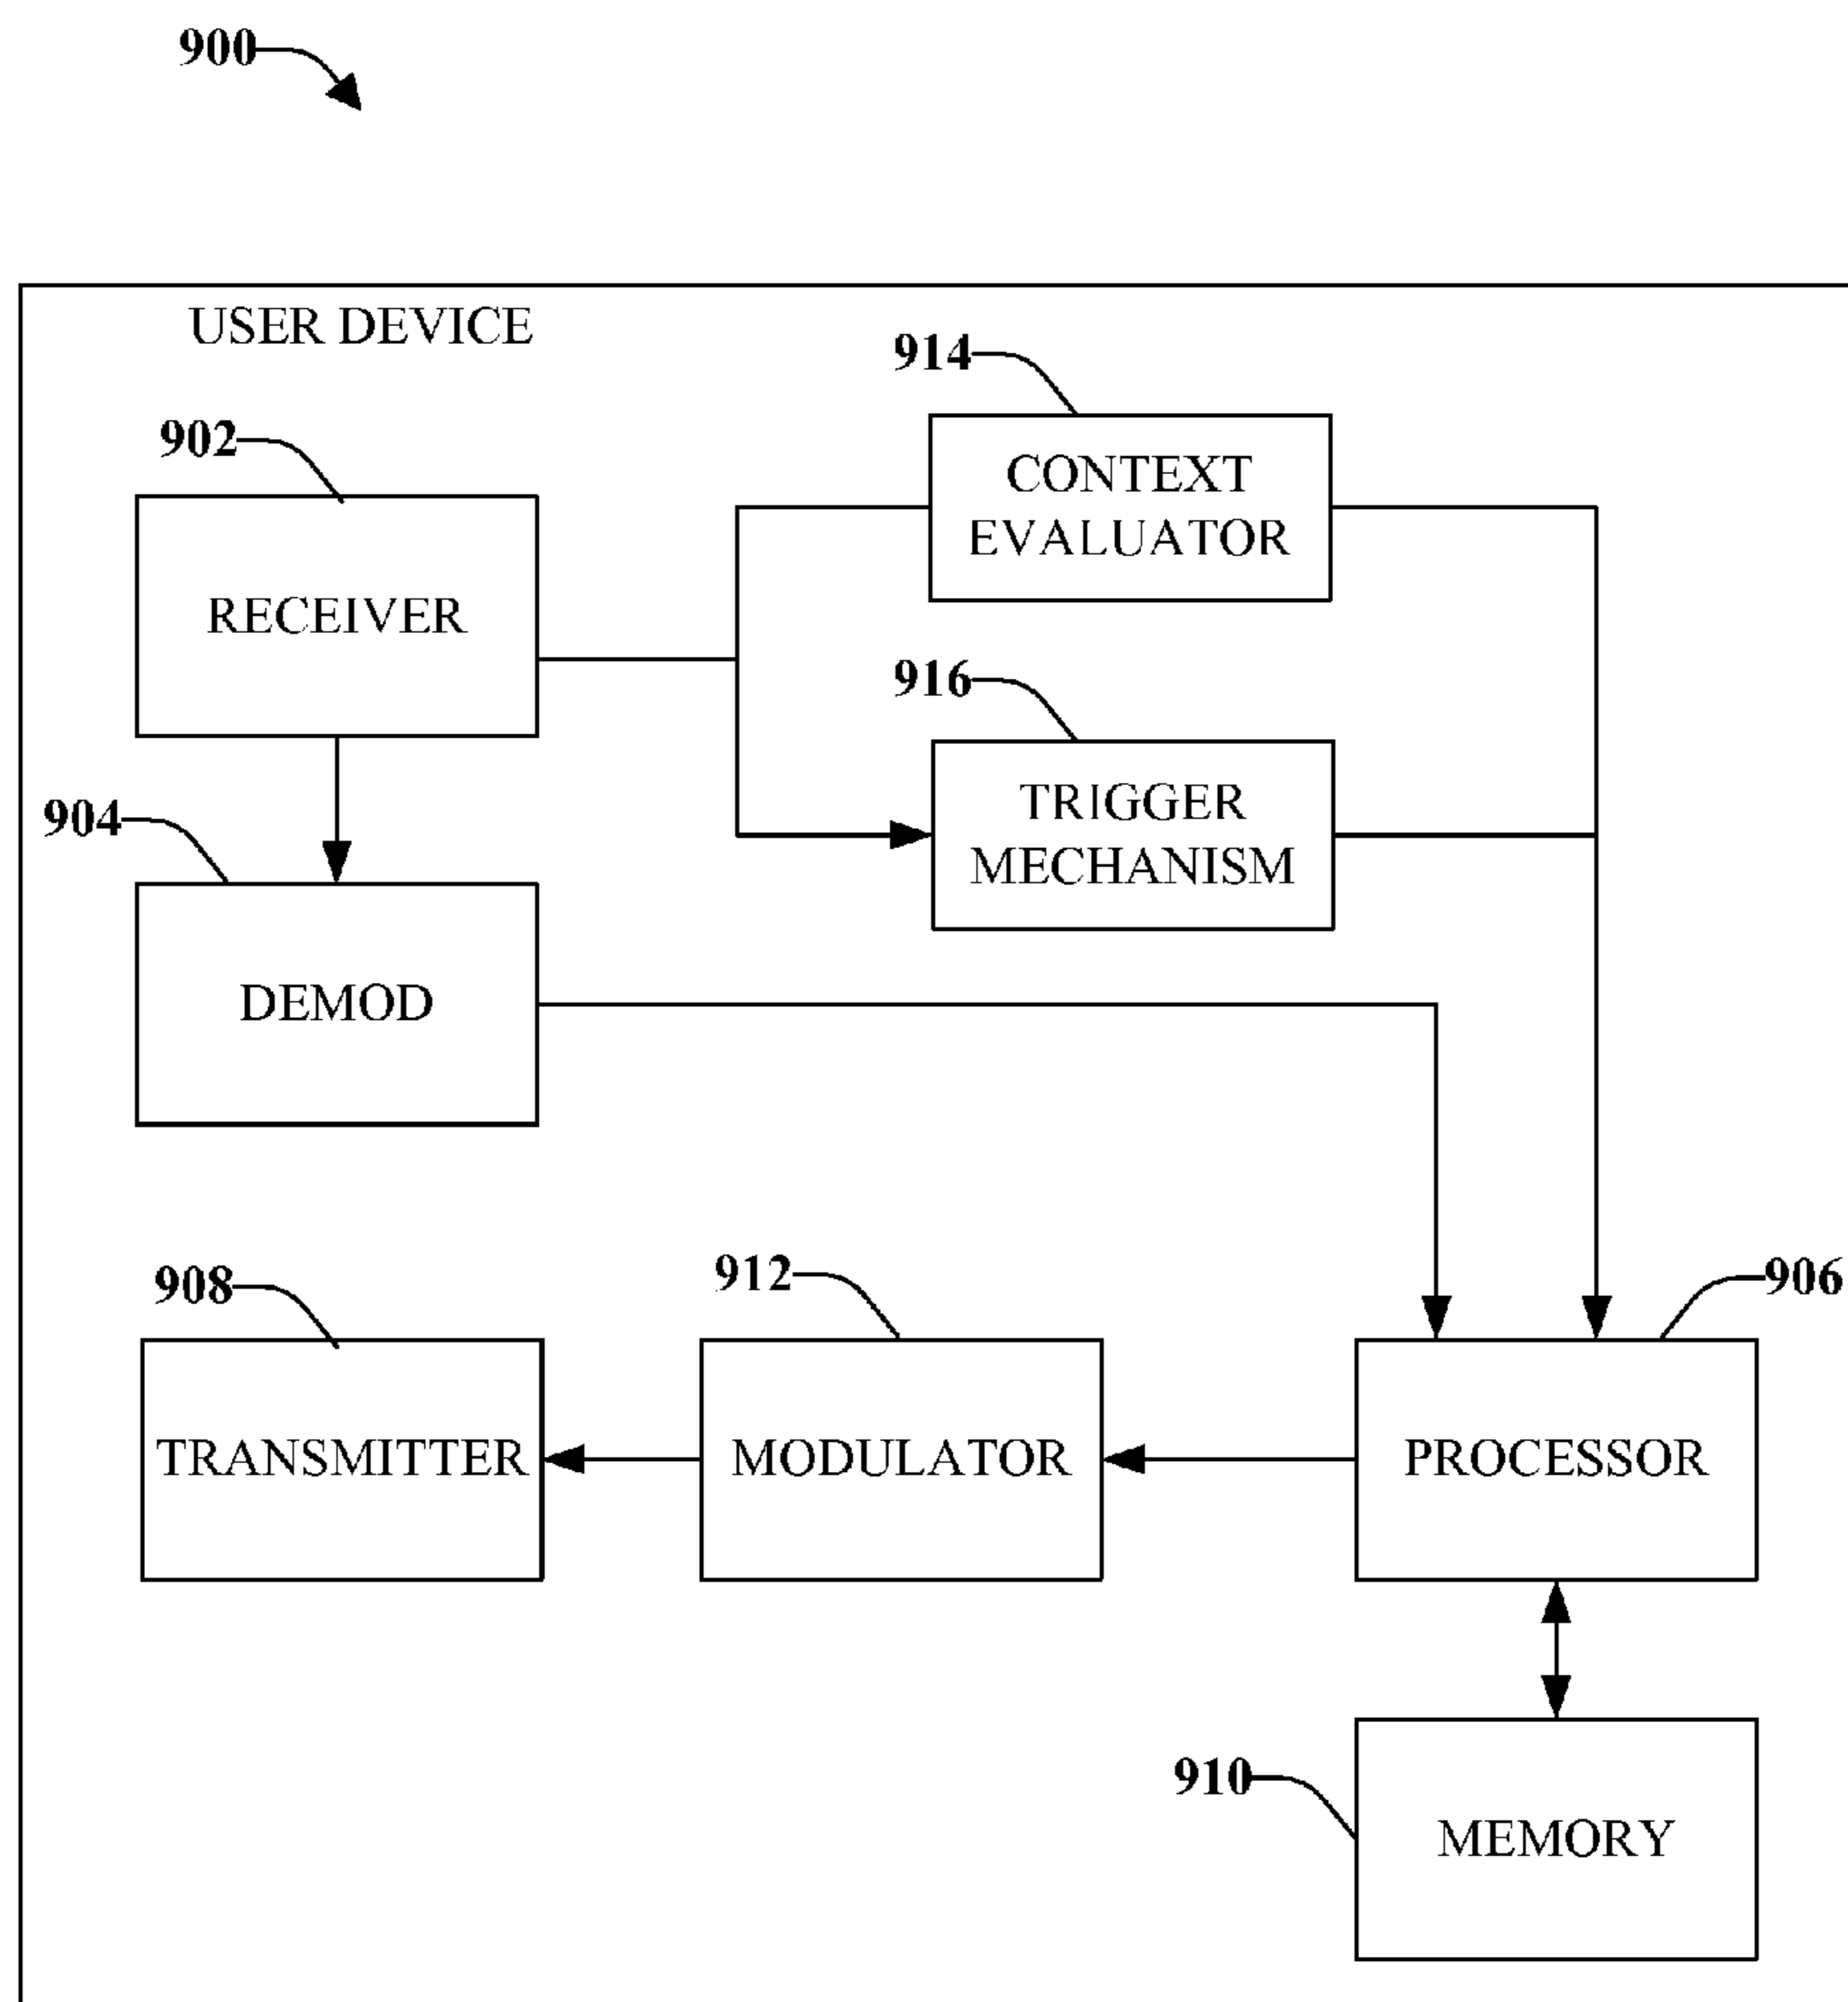 900
USER DEVICE
914
902
CONTEXT
EVALUATOR
RECEIVER
916
904
TRIGGER
MECHANISM
DEMOD
908
912
906
TRANSMITTER
MODULATOR
PROCESSOR
910
MEMORY